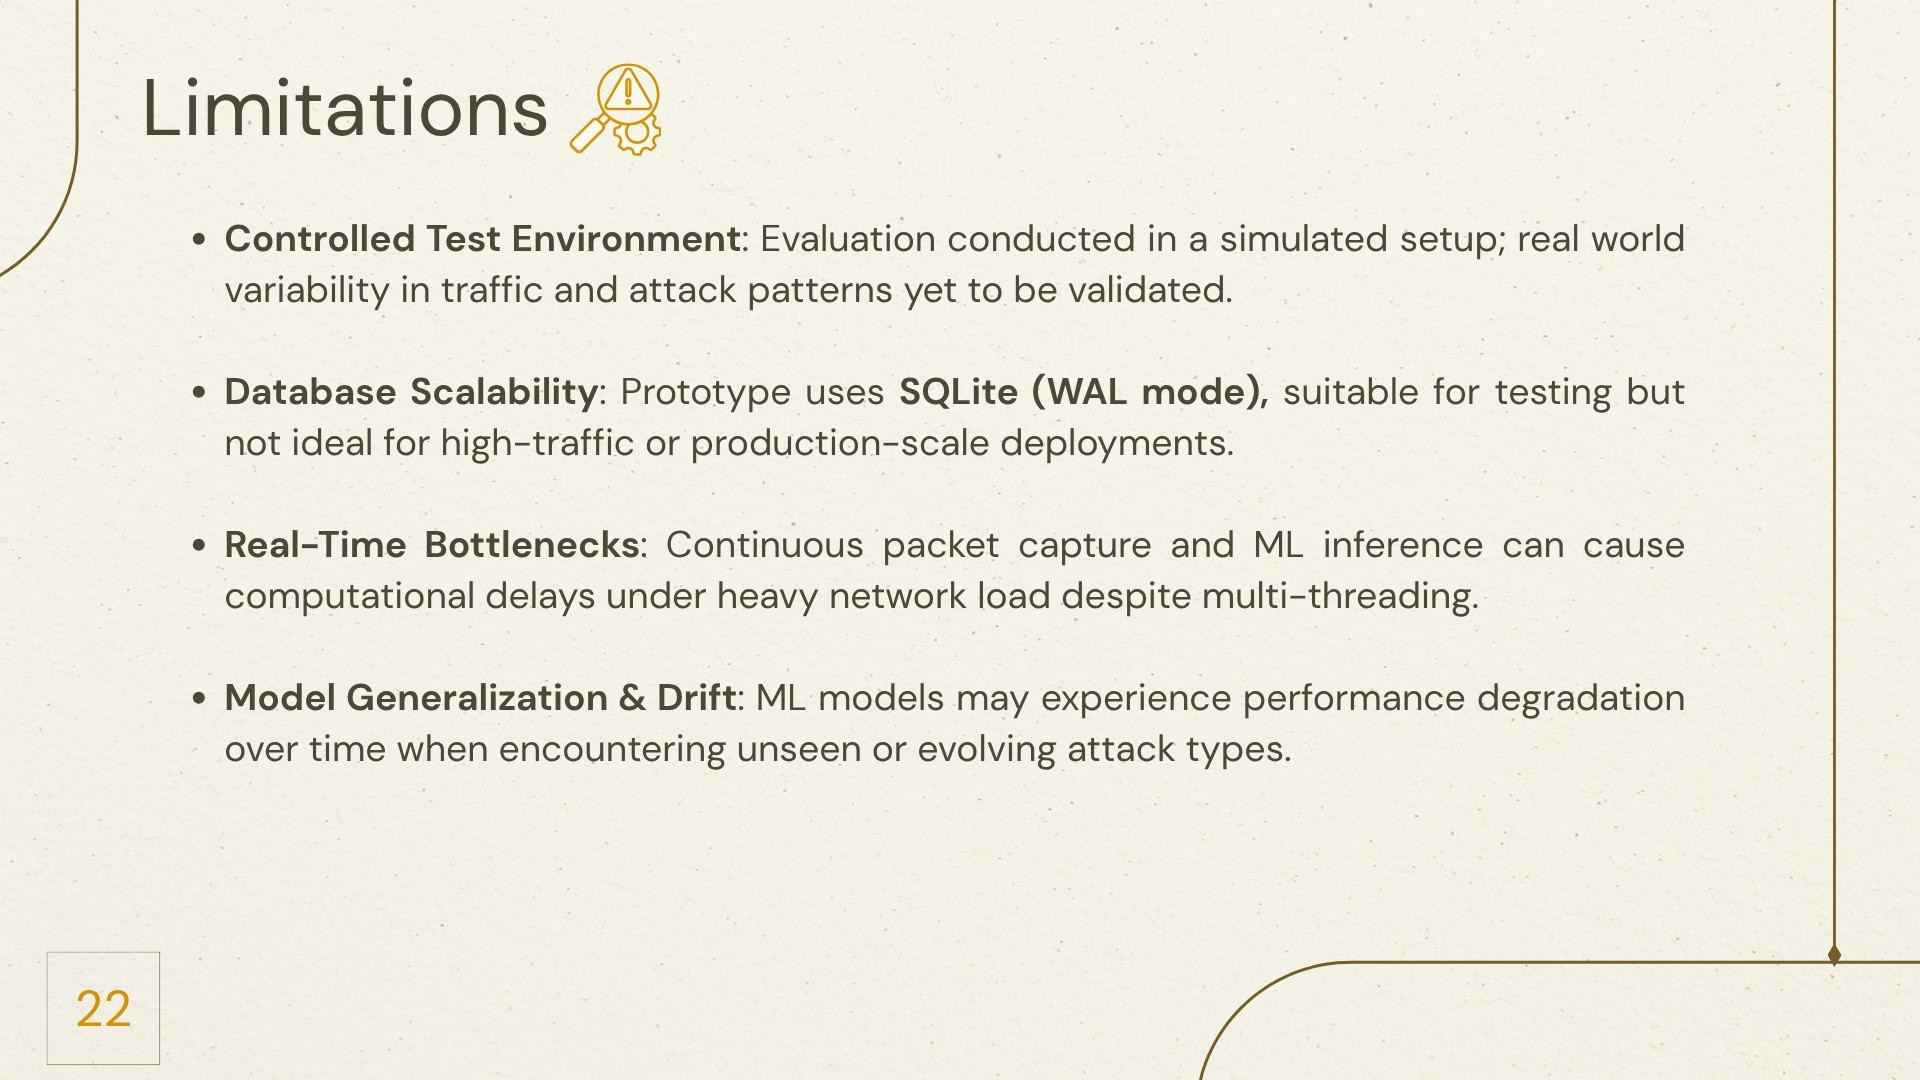 Limitations
• Controlled Test Environment: Evaluation conducted in a simulated setup; real world
variability in traffic and attack patterns yet to be validated.
• Database Scalability: Prototype uses SQLite (WAL mode), suitable for testing but
not ideal for high-traffic or production-scale deployments.
• Real-Time Bottlenecks: Continuous packet capture and ML inference can cause
computational delays under heavy network load despite multi-threading.
• Model Generalization & Drift: ML models may experience performance degradation
over time when encountering unseen or evolving attack types.
22